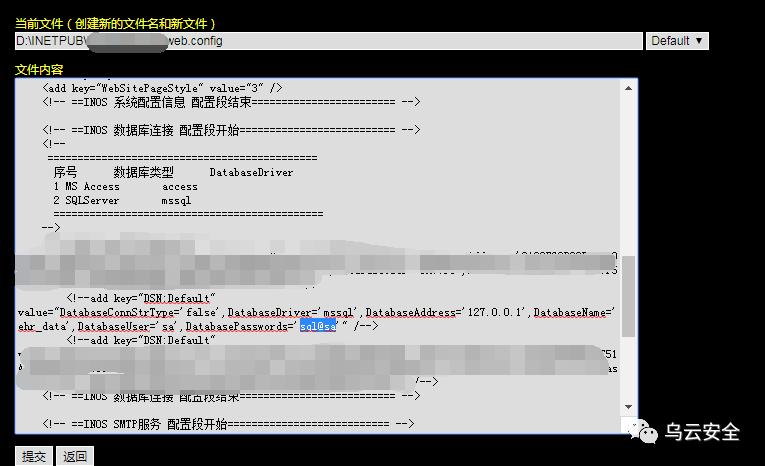 当前文件（创建新的文件名和新文件）
D:\INETPUB\ web.config
Default
文件内容
<add key="WebSitePageStyle" value="3" />
<!-- ==INOS 系统配置信息 配置段结束======================== -->
<!-- ==INOS 数据库连接 配置段开始========================== -->
<!--
=============================================
序号 数据库类型 DatabaseDriver
1 MS Access access
2 SQLServer mssql
=============================================
-->
<!--add key="DSN:Default"
value="DatabaseConnStrType='false',DatabaseDriver='mssql',DatabaseAddress='127.0.0.1',DatabaseName='
ehr_data',DatabaseUser='sa',DatabasePasswords='sql@sa'" /-->
<!--add key="DSN:Default"
/-->
<!-- ==INOS 数据库连接 配置段结束========================== -->
<!-- ==INOS SMTP服务 配置段开始=========================== -->
提交 返回
乌云安全